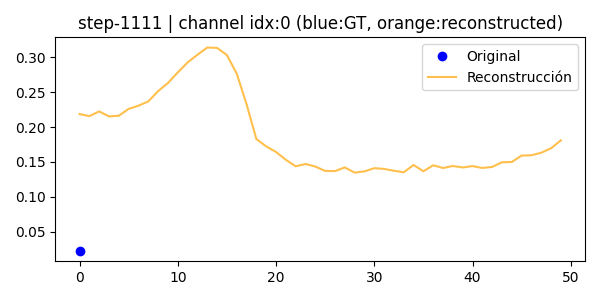 step-1111 | channel idx:0 (blue:GT, orange:reconstructed)
Original
Reconstrucción
0.30
0.25
0.20
0.15
0.10
0.05
0 10 20 30 40 50